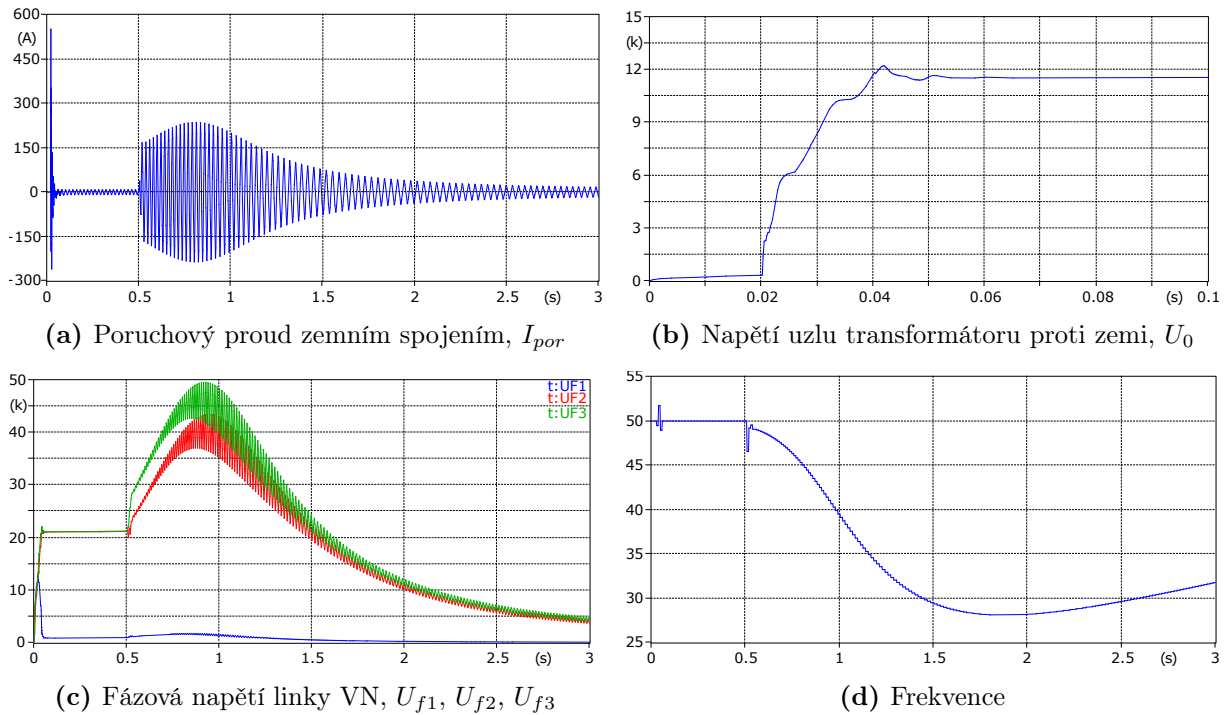 600
(A)
450
300
150
0
-150
-300
0 0.5 1 1.5 2 2.5 (s) 3
(a) Poruchový proud zemním spojením, Ipor
15
(k)
12
9
6
3
0
0 0.02 0.04 0.06 0.08 (s) 0.1
(b) Napětí uzlu transformátoru proti zemi, U0
50
(k)
40
30
20
10
0
t:UF1
t:UF2
t:UF3
0 0.5 1 1.5 2 (s) 3
(c) Fázová napětí linky VN, Uf1, Uf2, Uf3
55
50
45
40
35
30
25
0 0.5 1 1.5 2 2.5 (s) 3
(d) Frekvence